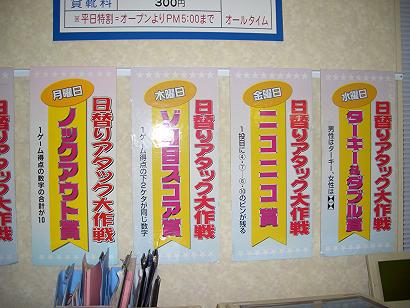 貸靴料 300円
※平日特割=オープンよりPM5:00まで オールタイム
月曜日
日替りアタック大作戦
ノックアウト賞
1ゲーム得点の数字の合計が10
木曜日
日替りアタック大作戦
V目スコア賞
1ゲーム得点の下2ケタが同じ数字
金曜日
日替りアタック大作戦
ニコニコ賞
1投目に④・⑦・⑥・⑩のピンが残る
水曜日
日替りアタック大作戦
ターキー&ダブル賞
男性はターキー、女性は